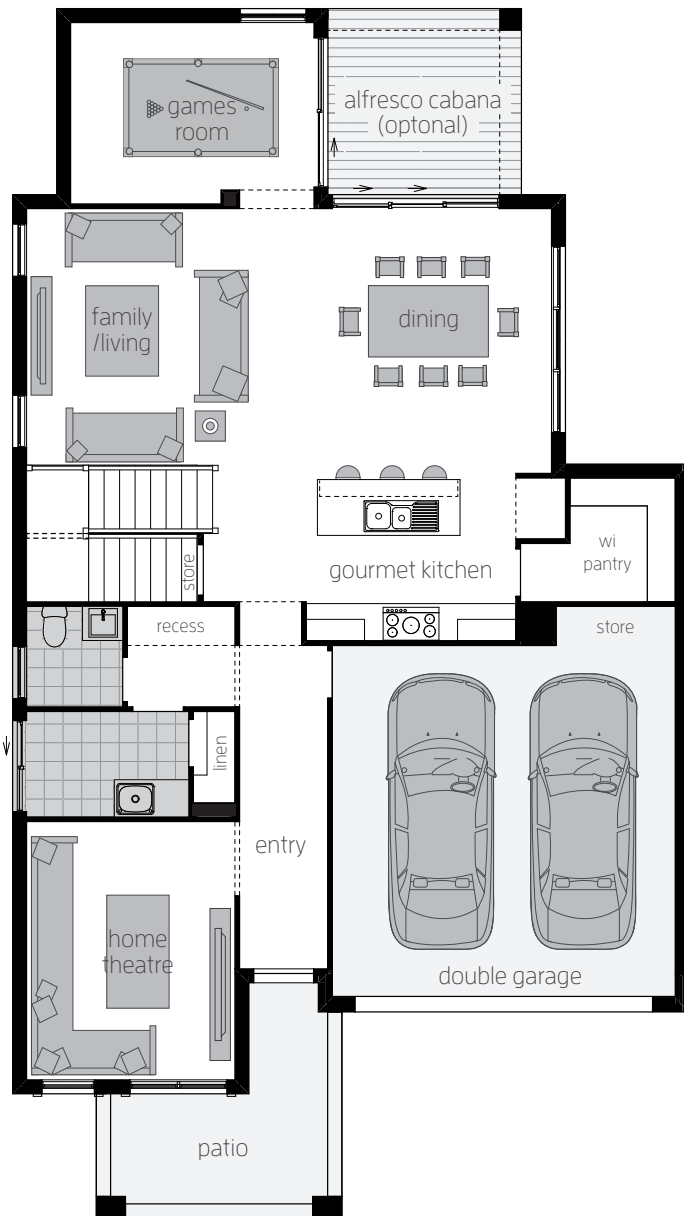 games
room
alfresco cabana
(optonal)
family
/living
dining
store
gourmet kitchen
wi
pantry
recess
store
linen
entry
home
theatre
double garage
patio